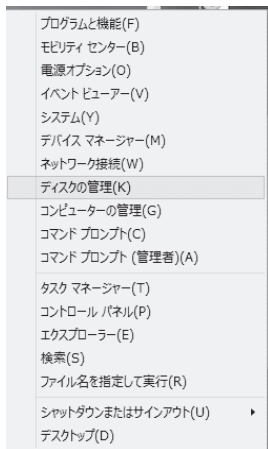 プログラムと機能(F)
モビリティ センター(B)
電源オプション(O)
イベント ビューアー(V)
システム(Y)
デバイス マネージャー(M)
ネットワーク接続(W)
ディスクの管理(K)
コンピューターの管理(G)
コマンド プロンプト(C)
コマンド プロンプト (管理者)(A)
タスク マネージャー(T)
コントロール パネル(P)
エクスプローラー(E)
検索(S)
ファイル名を指定して実行(R)
シャットダウンまたはサインアウト(U)
デスクトップ(D)